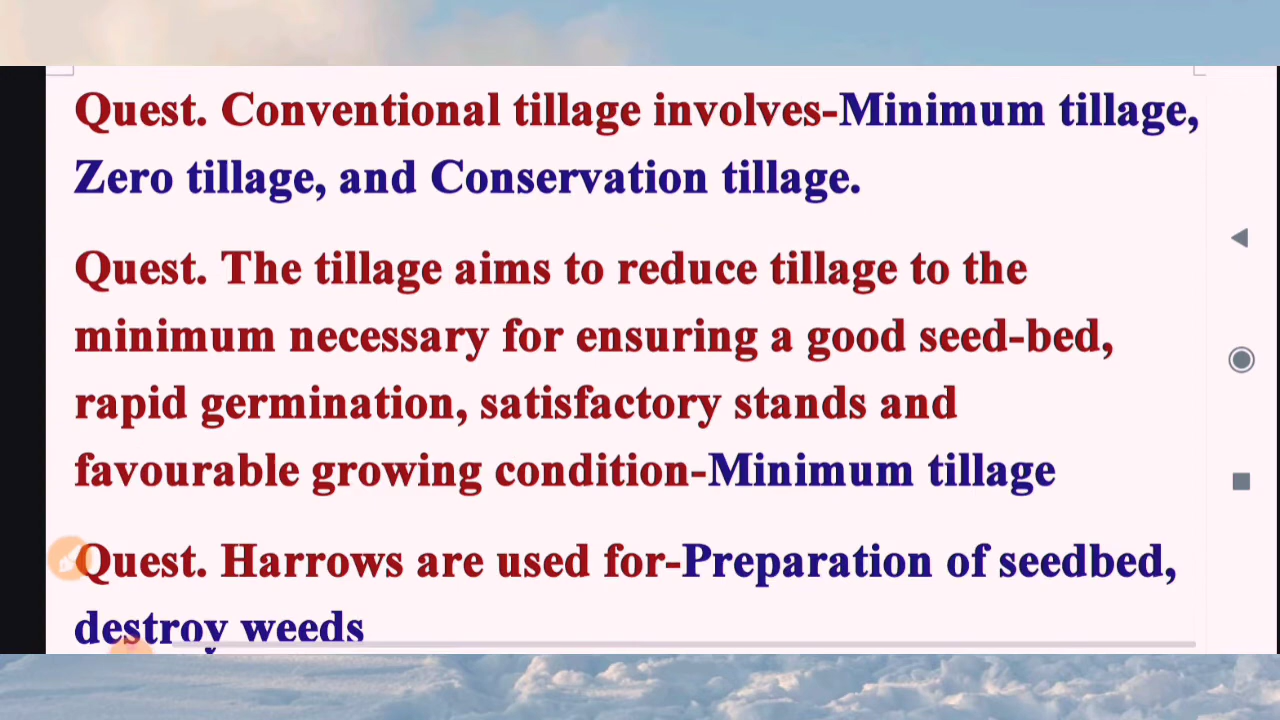 Quest. Conventional tillage involves-Minimum tillage,
Zero tillage, and Conservation tillage.
Quest. The tillage aims to reduce tillage to the
minimum necessary for ensuring a good seed-bed,
rapid germination, satisfactory stands and
favourable growing condition-Minimum tillage
Quest. Harrows are used for-Preparation of seedbed,
destroy weeds